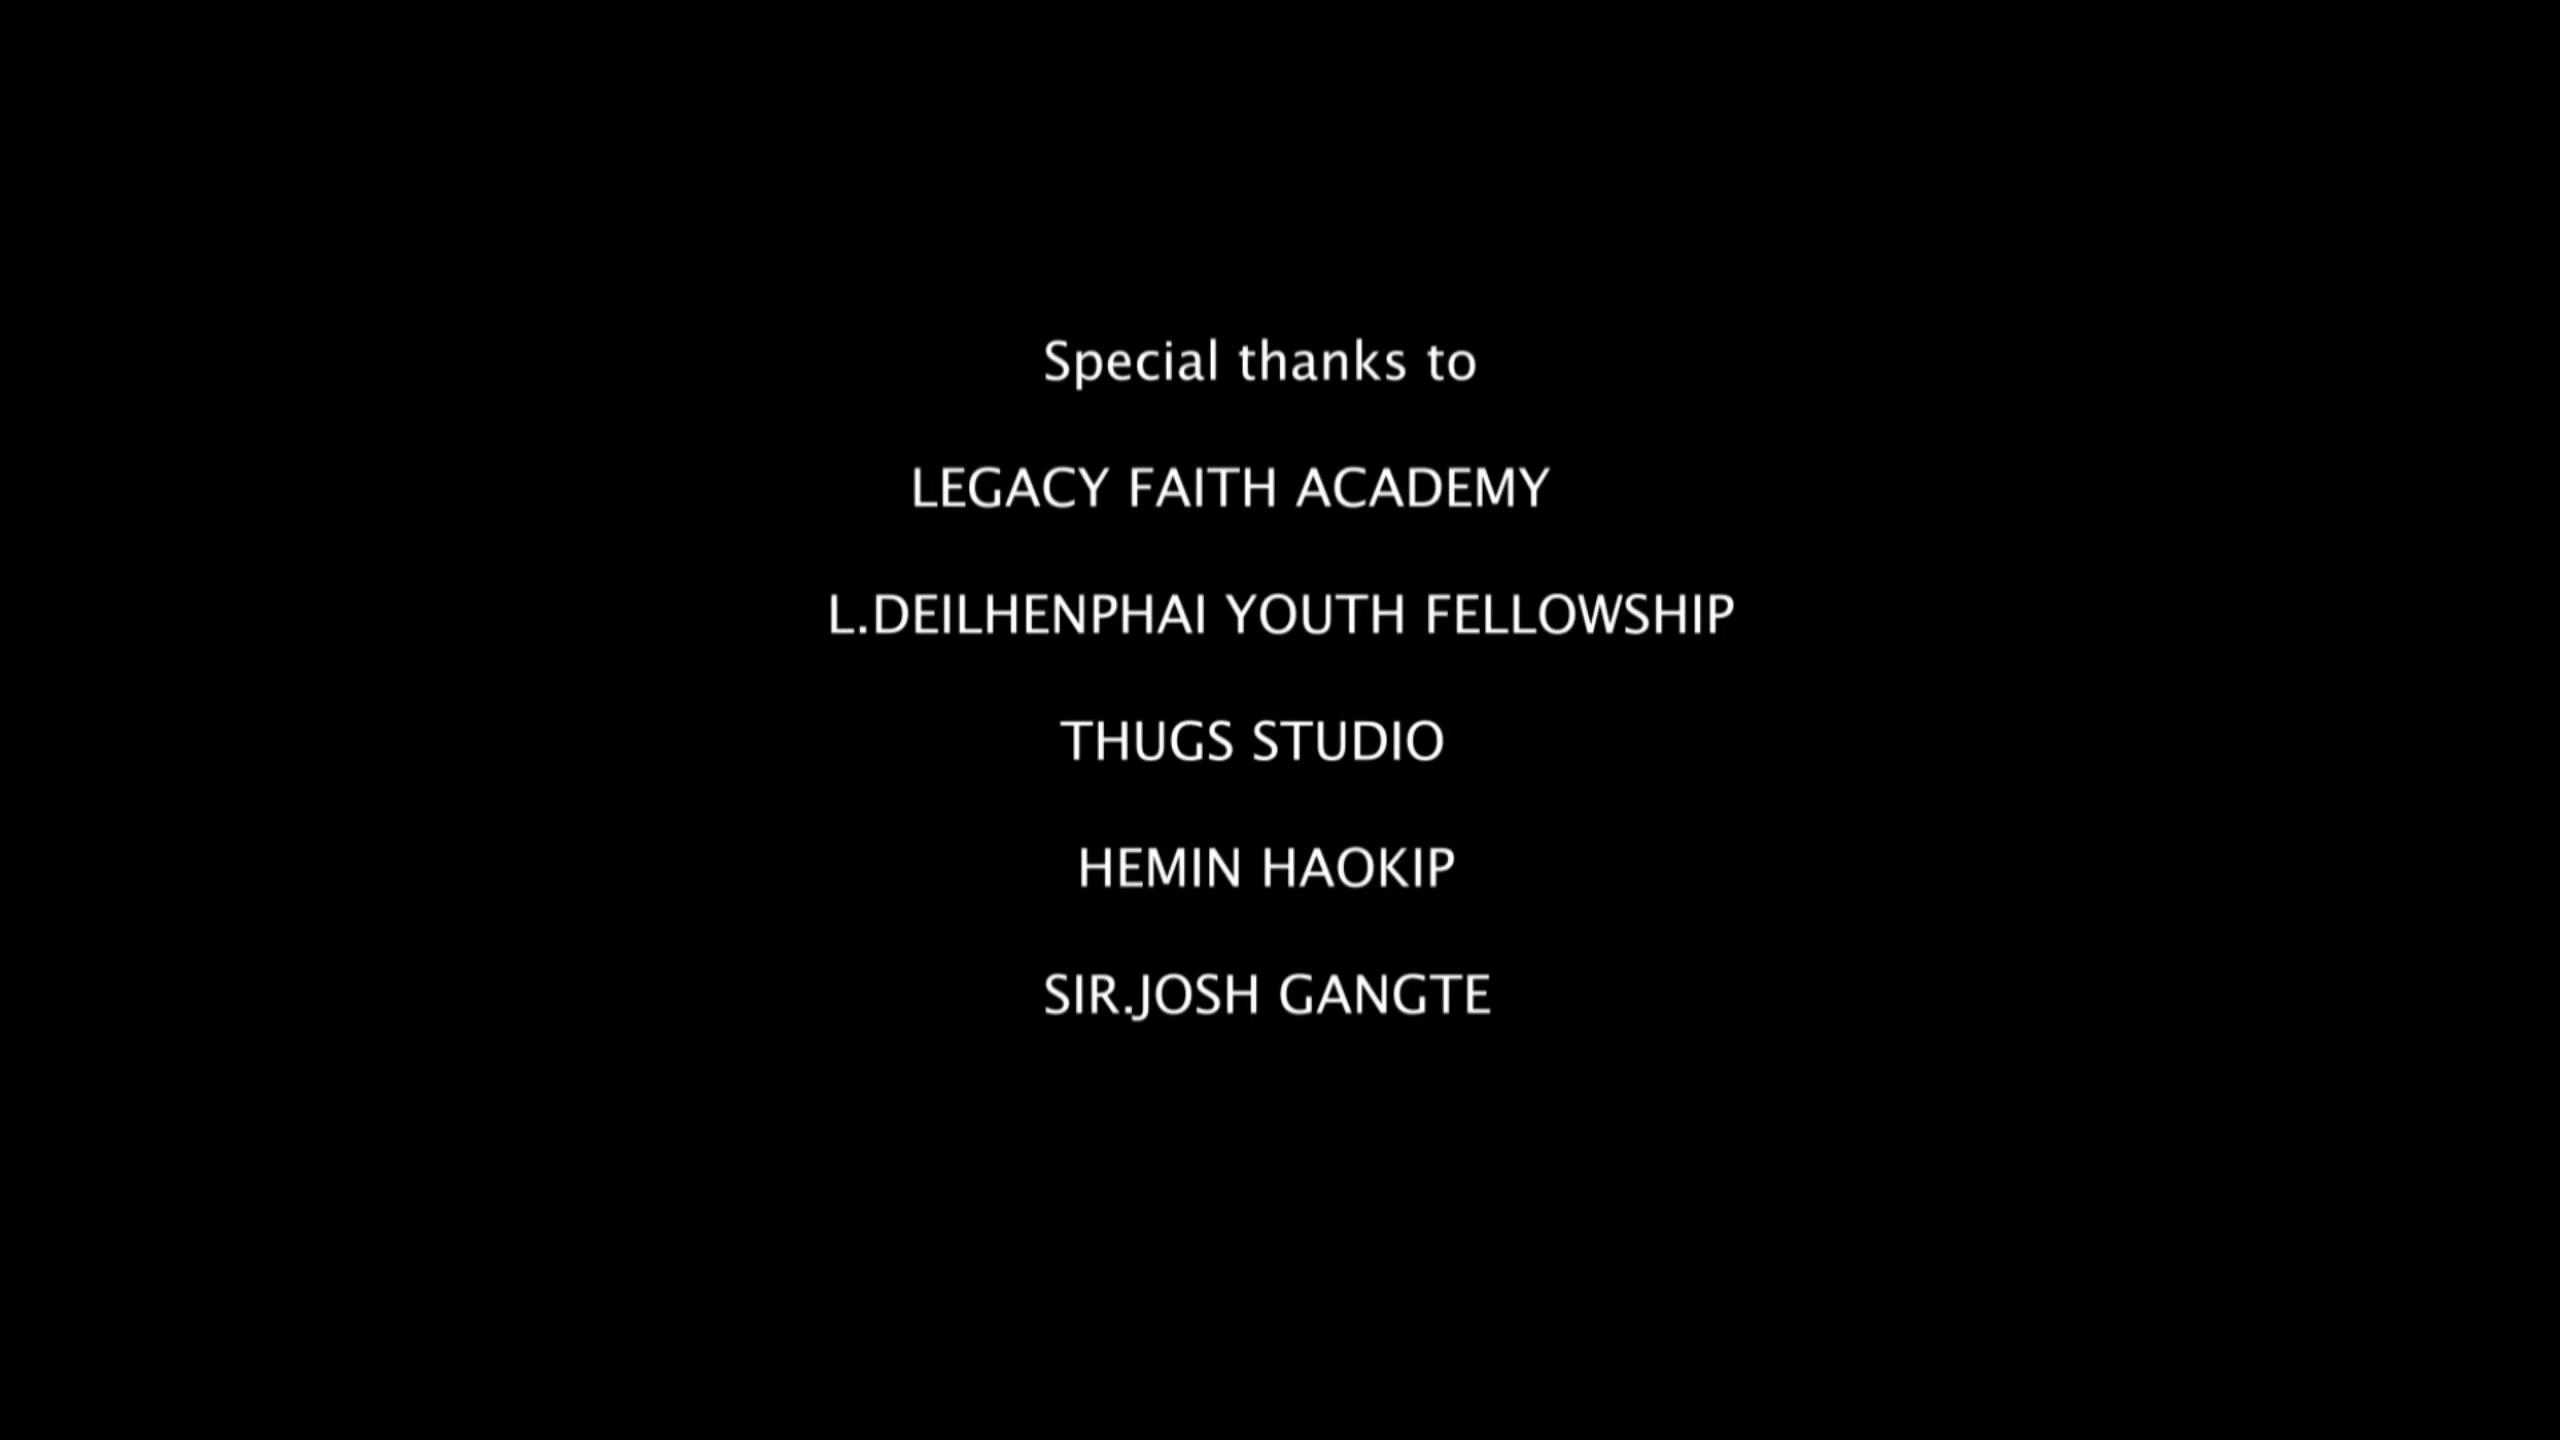 Special thanks to
LEGACY FAITH ACADEMY
L.DEILHENPHAI YOUTH FELLOWSHIP
THUGS STUDIO
HEMIN HAOKIP
SIR.JOSH GANGTE